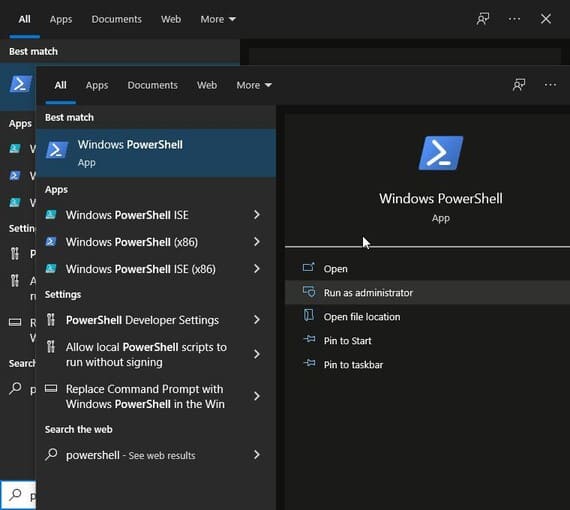 All Apps Documents Web More
Best match
All Apps Documents Web More
Best match
Windows PowerShell
App
Apps
Windows PowerShell ISE
Windows PowerShell (x86)
Windows PowerShell ISE (x86)
Settings
PowerShell Developer Settings
Allow local PowerShell scripts to
run without signing
Replace Command Prompt with
Windows PowerShell in the Win
Search the web
powershell - See web results
Windows PowerShell
App
Open
Run as administrator
Open file location
Pin to Start
Pin to taskbar
Apps